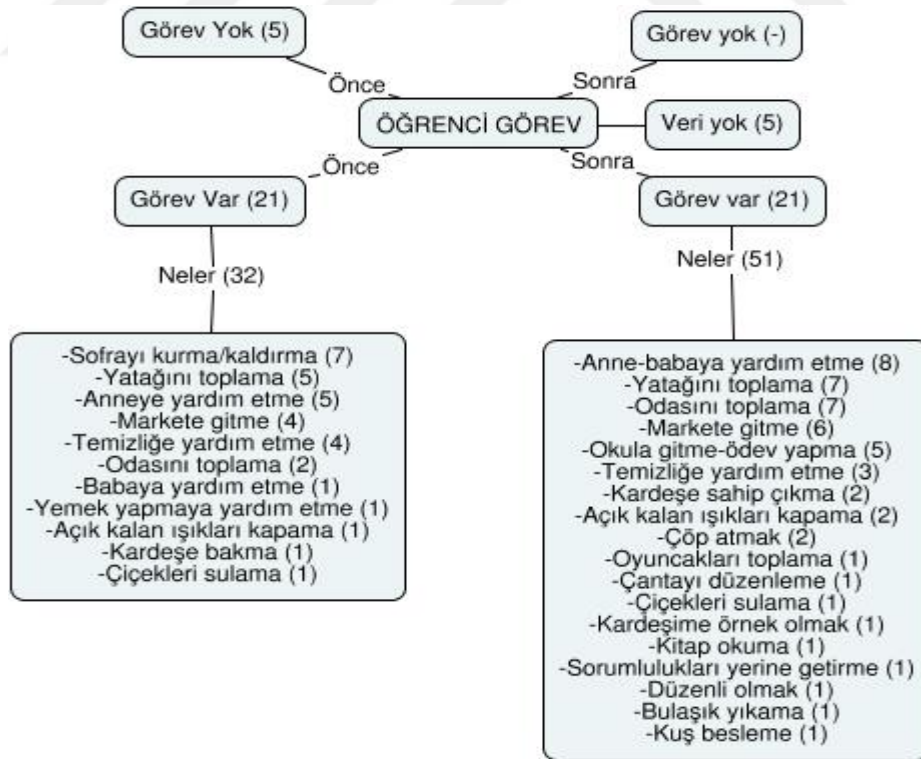 Görev Yok (5)
Görev yok (-)
Önce
Sonra
ÖĞRENCİ GÖREV
Veri yok (5)
Önce
Sonra
Görev Var (21)
Görev var (21)
Neler (32)
Neler (51)
-Sofrayı kurma/kaldırma (7)
-Yatağını toplama (5)
-Anneye yardım etme (5)
-Markete gitme (4)
-Temizliğe yardım etme (4)
-Odasını toplama (2)
-Babaya yardım etme (1)
-Yemek yapmaya yardım etme (1)
-Açık kalan ışıkları kapama (1)
-Kardeşe bakma (1)
-Çiçekleri sulama (1)
-Anne-babaya yardım etme (8)
-Yatağını toplama (7)
-Odasını toplama (7)
-Markete gitme (6)
-Okula gitme-ödev yapma (5)
-Temizliğe yardım etme (3)
-Kardeşe sahip çıkma (2)
-Açık kalan ışıkları kapama (2)
-Çöp atmak (2)
-Oyuncakları toplama (1)
-Çantayı düzenleme (1)
-Çiçekleri sulama (1)
-Kardeşime örnek olmak (1)
-Kitap okuma (1)
-Sorumlulukları yerine getirme (1)
-Düzenli olmak (1)
-Bulaşık yıkama (1)
-Kuş besleme (1)